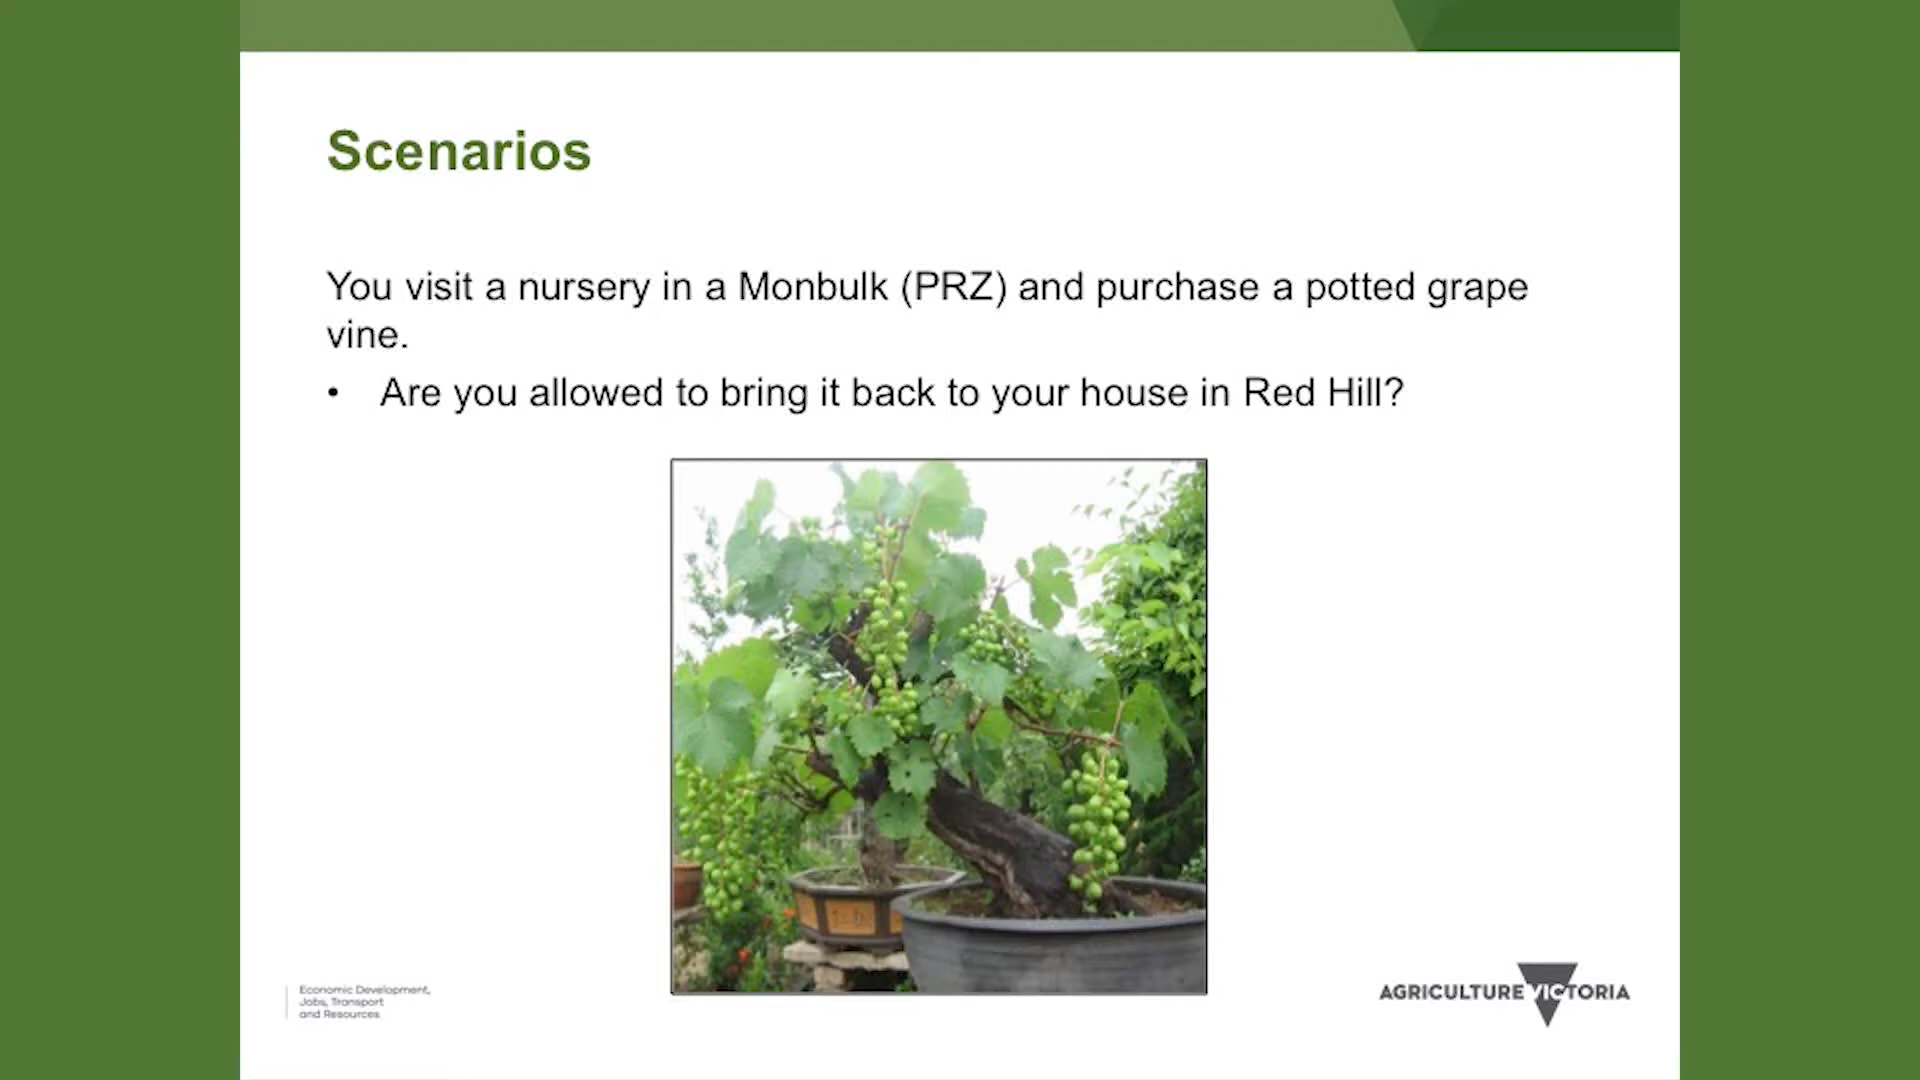 Scenarios
You visit a nursery in a Monbulk (PRZ) and purchase a potted grape
vine.
• Are you allowed to bring it back to your house in Red Hill?
Economic Development,
Jobs, Transport
and Resources
AGRICULTURE VICTORIA